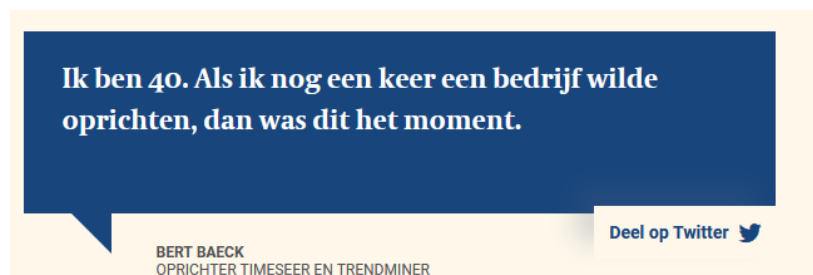 Ik ben 40. Als ik nog een keer een bedrijf wilde
oprichten, dan was dit het moment.
Deel op Twitter
BERT BAECK
OPRICHTER TIMESEER EN TRENDMINER